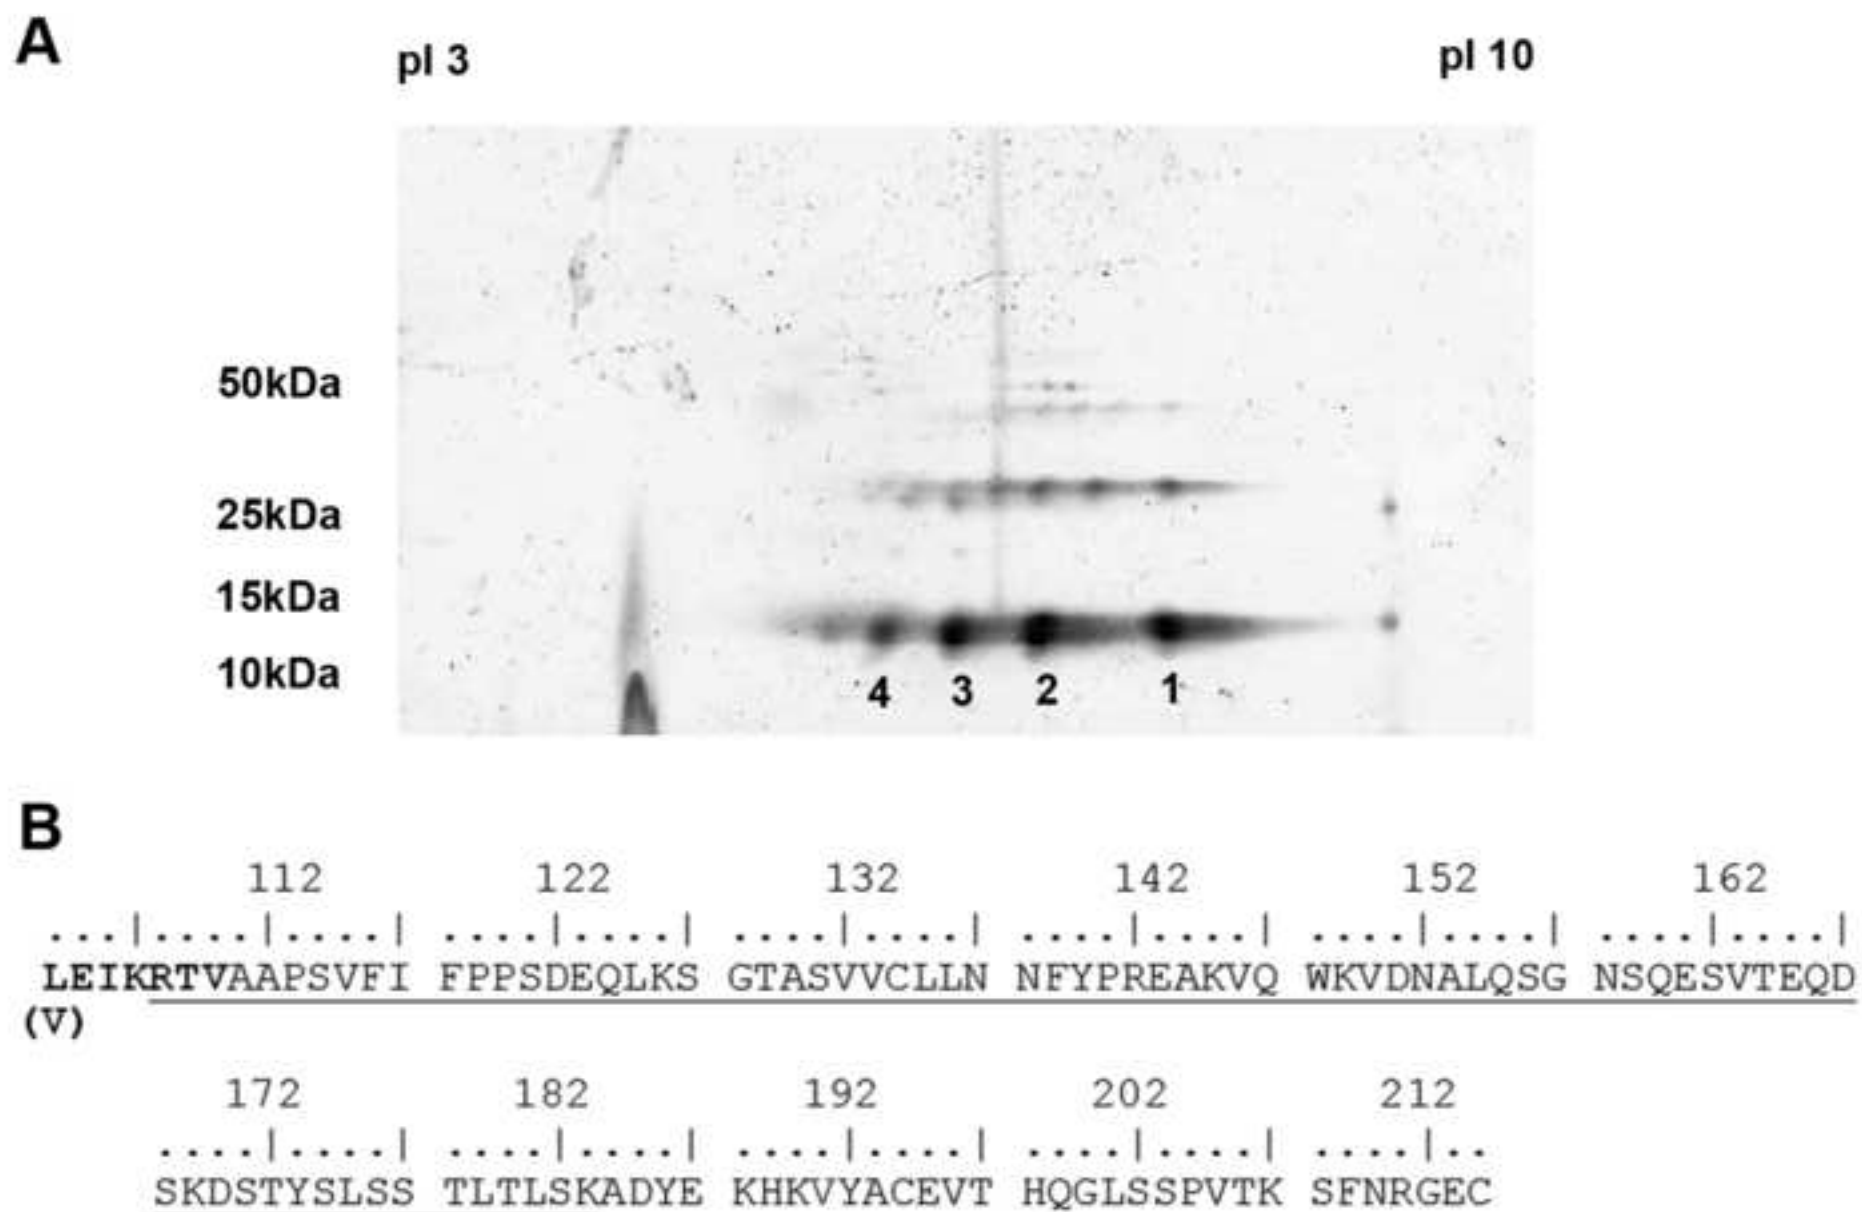 A
pI 3 pI 10
50kDa
25kDa
15kDa
10kDa
4 3 2 1
B
112 122 132 142 152 162
...|....|....| ....|....| ....|....| ....|....| ....|....| ....|....|
LEIKRTVAAPSVFI FPPSDEQLKS GTASVVCLLN NFYPREAKVQ WKVDNALQSG NSQESVTEQD
(V)
172 182 192 202 212
....|....| ....|....| ....|....| ....|....| ....|..
SKDSTYSLSS TLTLSKADYE KHKVYACEVT HQGLSSPVTK SFNRGEC